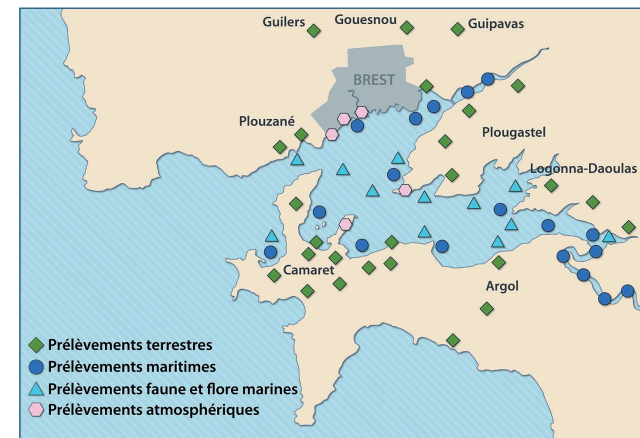 Guilers
Gouesnou
Guipavas
BREST
Plouzané
Plougastel
Logonna-Daoulas
Camaret
Argol
Prélèvements terrestres
Prélèvements maritimes
Prélèvements faune et flore marines
Prélèvements atmosphériques